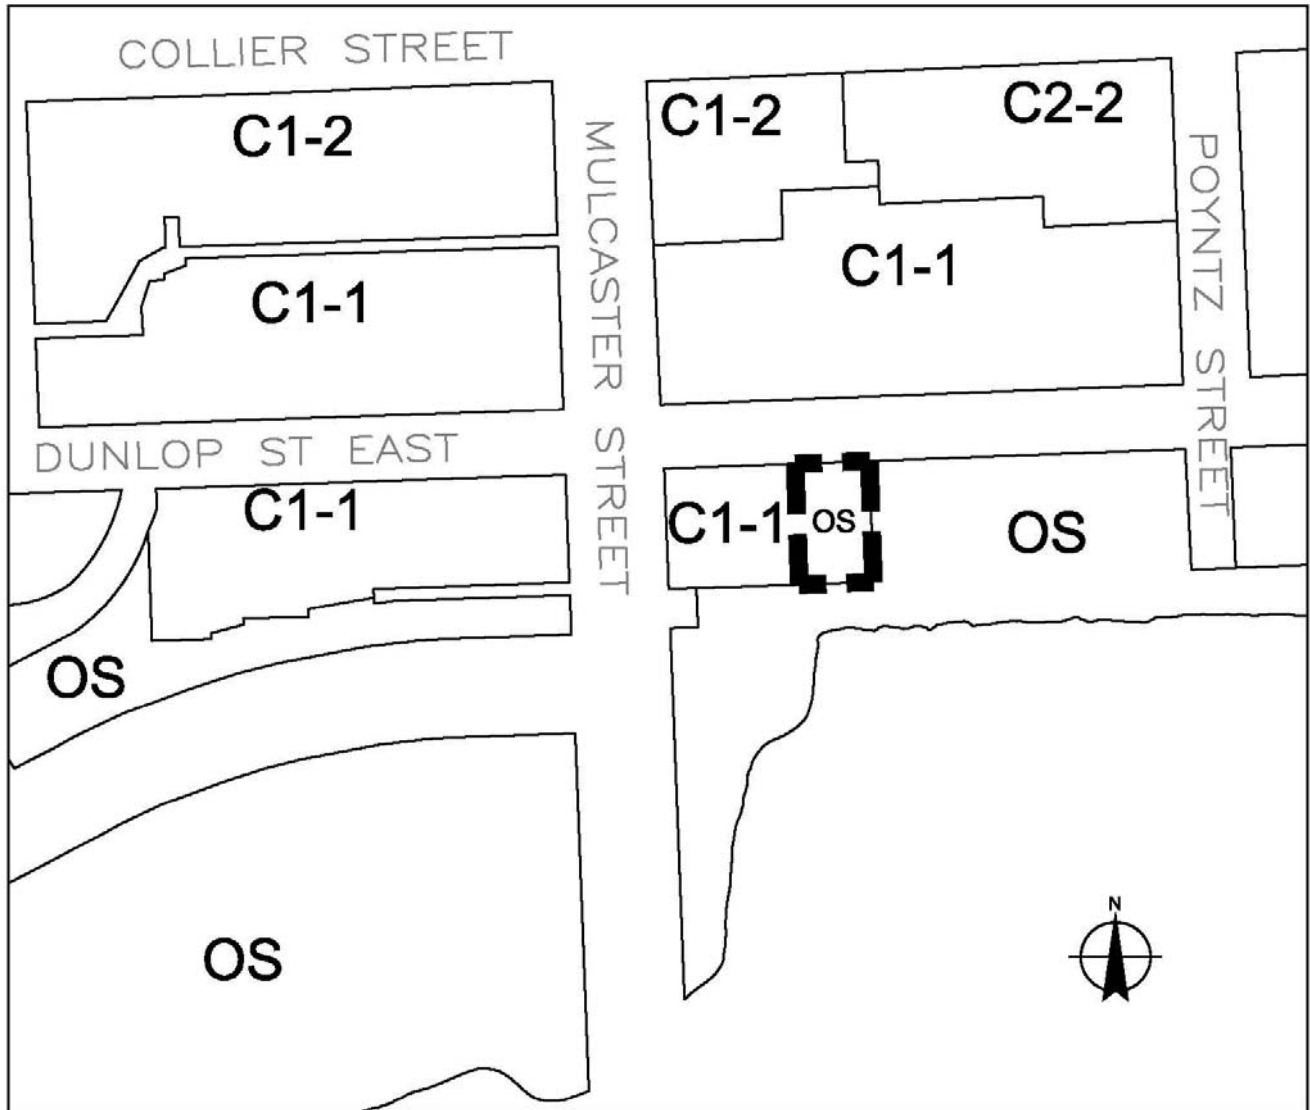 COLLIER STREET
C1-2
C1-2
C2-2
MULCASTER STREET
POYNTZ STREET
C1-1
C1-1
DUNLOP ST EAST
C1-1
C1-1
OS
OS
OS
OS
N